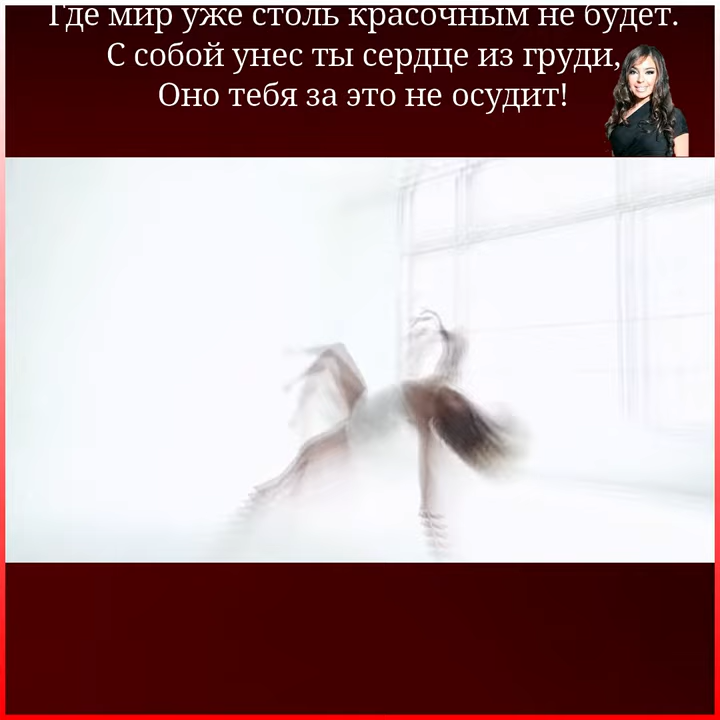 Где мир уже столь красочным не будет.
С собой унес ты сердце из груди,
Оно тебя за это не осудит!